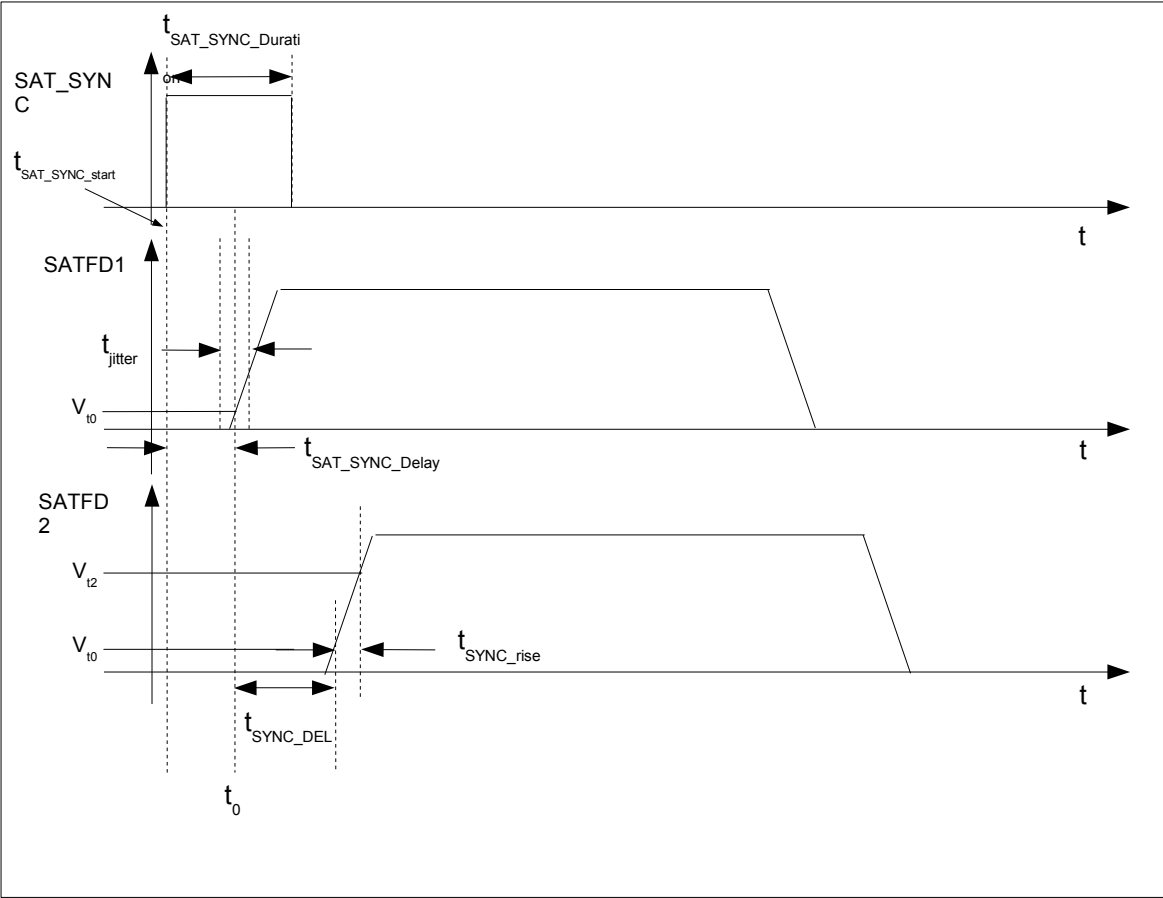 tSAT_SYNC_Durati
on
SAT_SYN
C
tSAT_SYNC_start
t
SATFD1
tjitter
Vt0
t
tSAT_SYNC_Delay
SATFD
2
Vt2
Vt0
tSYNC_rise
t
tSYNC_DEL
t0